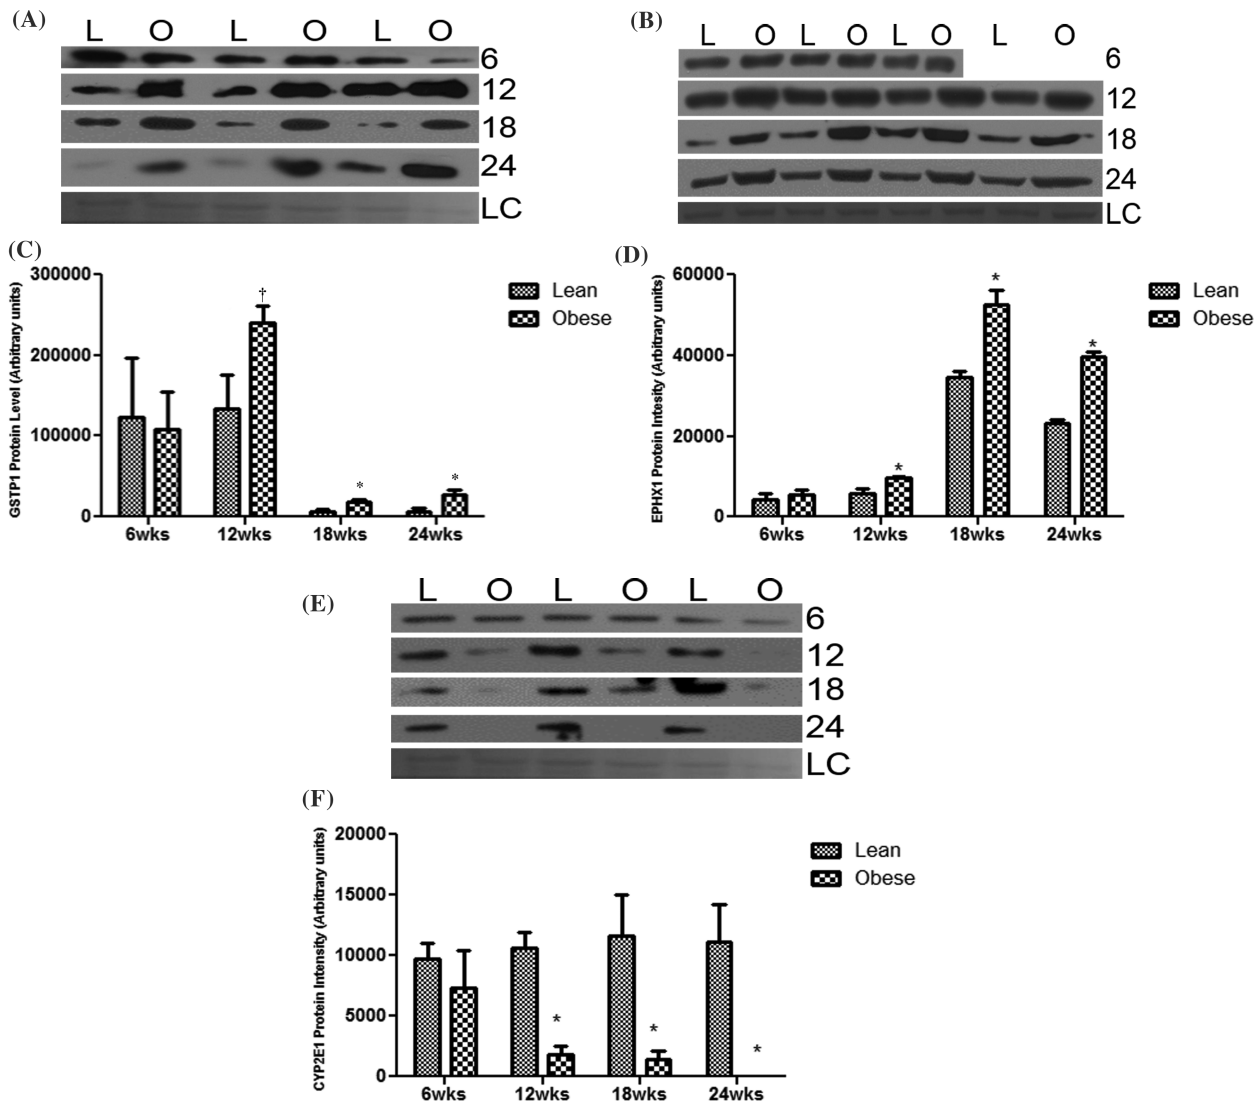 (A)
L O L O L O
6
12
18
24
LC
(B)
L O L O L O L O
6
12
18
24
LC
(C)
GSTP1 Protein Level (Arbitrary units)
300000
200000
100000
0
†
*
*
6wks 12wks 18wks 24wks
Lean
Obese
(D)
EPHX1 Protein Intesity (Arbitrary units)
60000
40000
20000
0
*
*
*
6wks 12wks 18wks 24wks
Lean
Obese
(E)
L O L O L O
6
12
18
24
LC
(F)
CYP2E1 Protein Intensity (Arbitrary units)
20000
15000
10000
5000
0
*
*
*
6wks 12wks 18wks 24wks
Lean
Obese